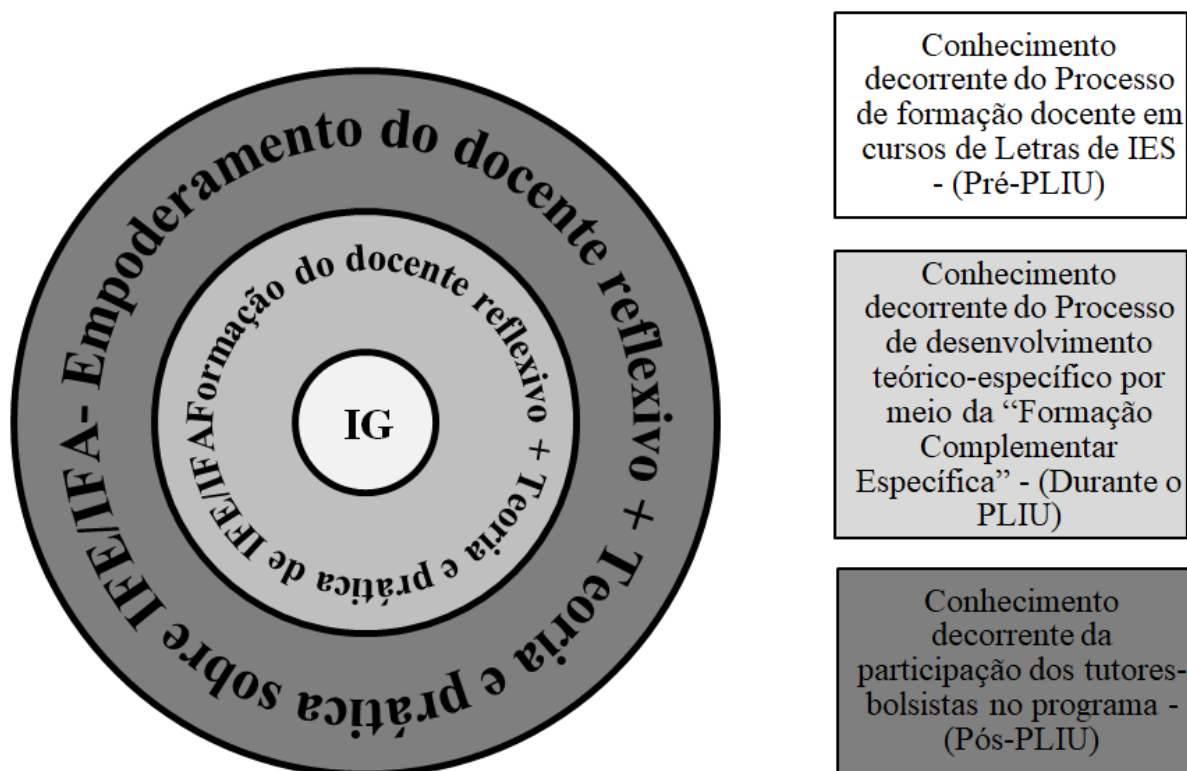 Empoderamento do docente reflexivo + Teoria e prática sobre IFE/IFA-
Formação do docente reflexivo + Teoria e prática de IFE/IFA
IG
Conhecimento
decorrente do Processo
de formação docente em
cursos de Letras de IES
- (Pré-PLIU)
Conhecimento
decorrente do Processo
de desenvolvimento
teórico-específico por
meio da “Formação
Complementar
Específica” - (Durante o
PLIU)
Conhecimento
decorrente da
participação dos tutores-
bolsistas no programa -
(Pós-PLIU)